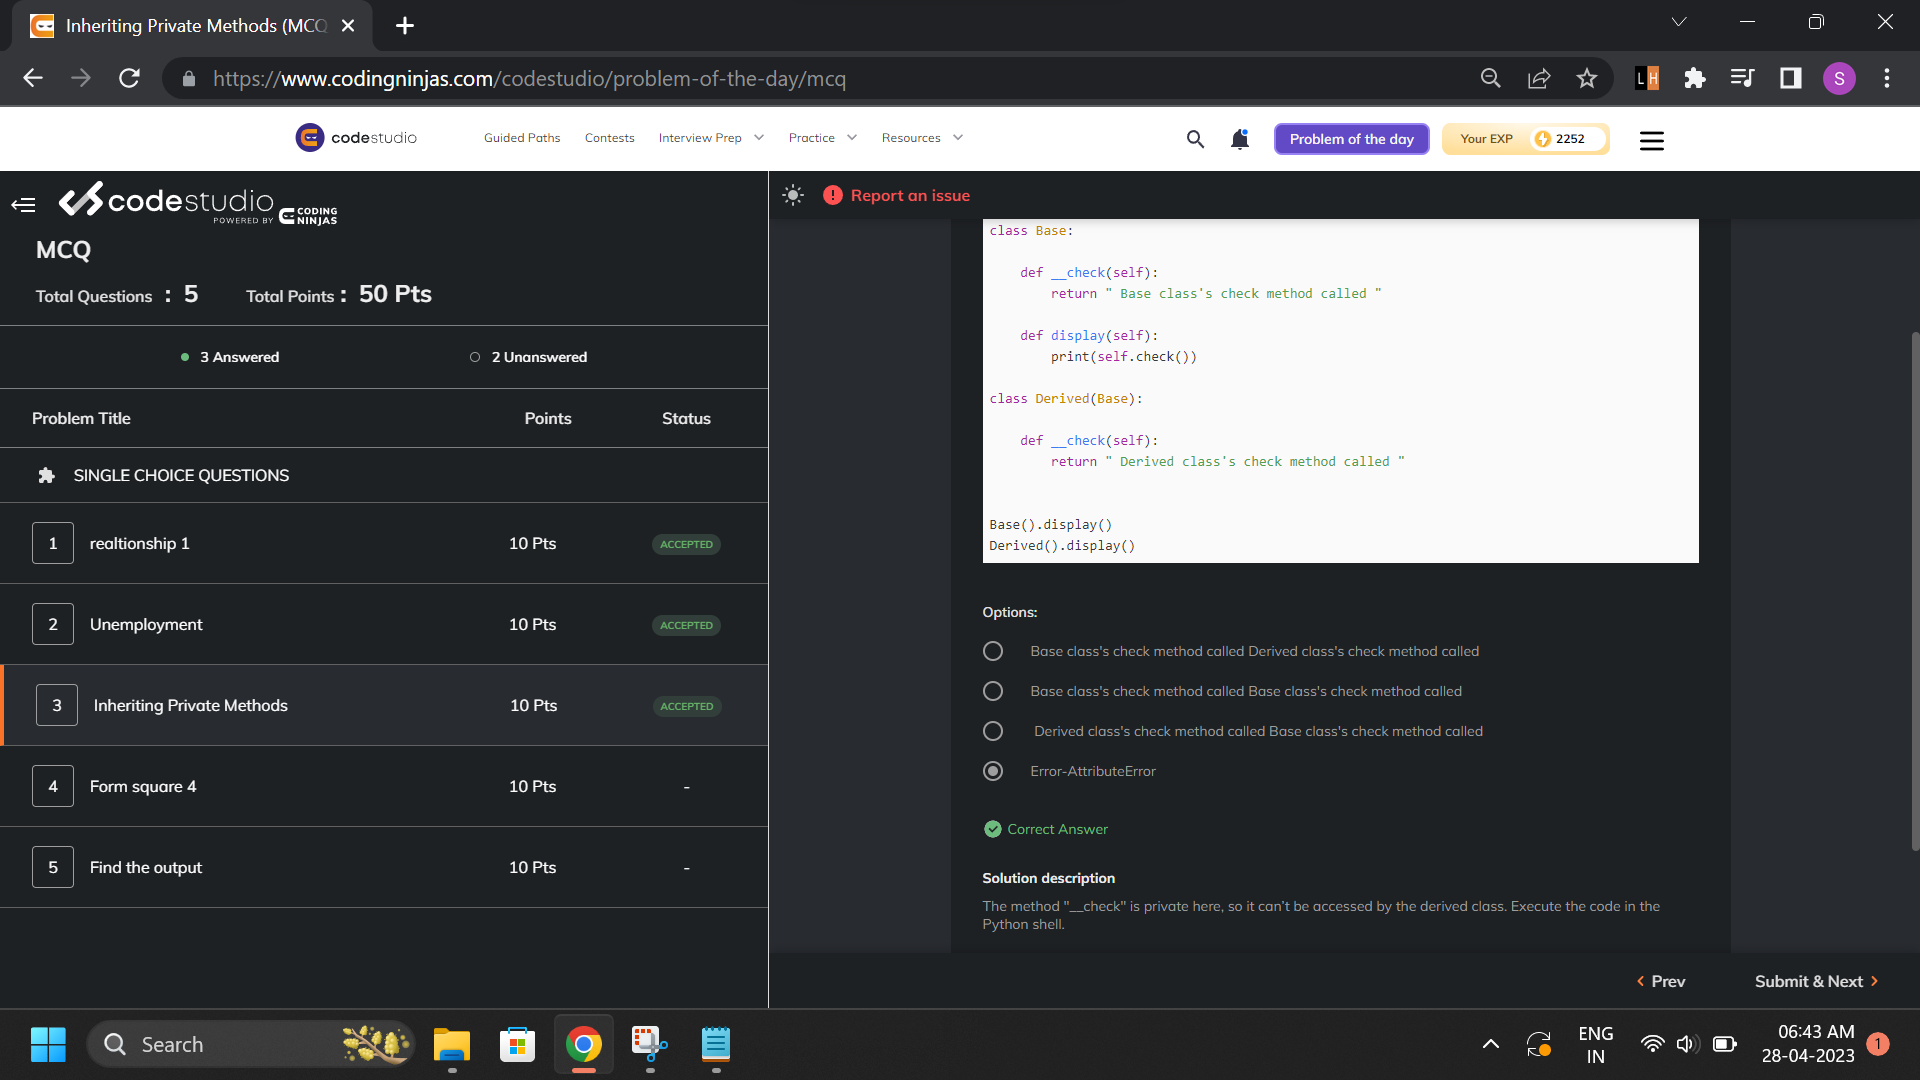 Inheriting Private Methods (MCQ
https://www.codingninjas.com/codestudio/problem-of-the-day/mcq
L H
S
codestudio
Guided Paths
Contests
Interview Prep
Practice
Resources
Problem of the day
Your EXP
2252
codestudio
POWERED BY
CODING
NINJAS
Report an issue
MCQ
Total Questions : 5
Total Points : 50 Pts
3 Answered
2 Unanswered
Problem Title
Points
Status
SINGLE CHOICE QUESTIONS
1 realtionship 1 10 Pts ACCEPTED
2 Unemployment 10 Pts ACCEPTED
3 Inheriting Private Methods 10 Pts ACCEPTED
4 Form square 4 10 Pts -
5 Find the output 10 Pts -
class Base:
def __check(self):
return " Base class's check method called "
def display(self):
print(self.check())
class Derived(Base):
def __check(self):
return " Derived class's check method called "
Base().display()
Derived().display()
Options:
Base class's check method called Derived class's check method called
Base class's check method called Base class's check method called
Derived class's check method called Base class's check method called
Error-AttributeError
Correct Answer
Solution description
The method "__check" is private here, so it can't be accessed by the derived class. Execute the code in the
Python shell.
Prev
Submit & Next
Search
ENG
IN
06:43 AM
28-04-2023
1